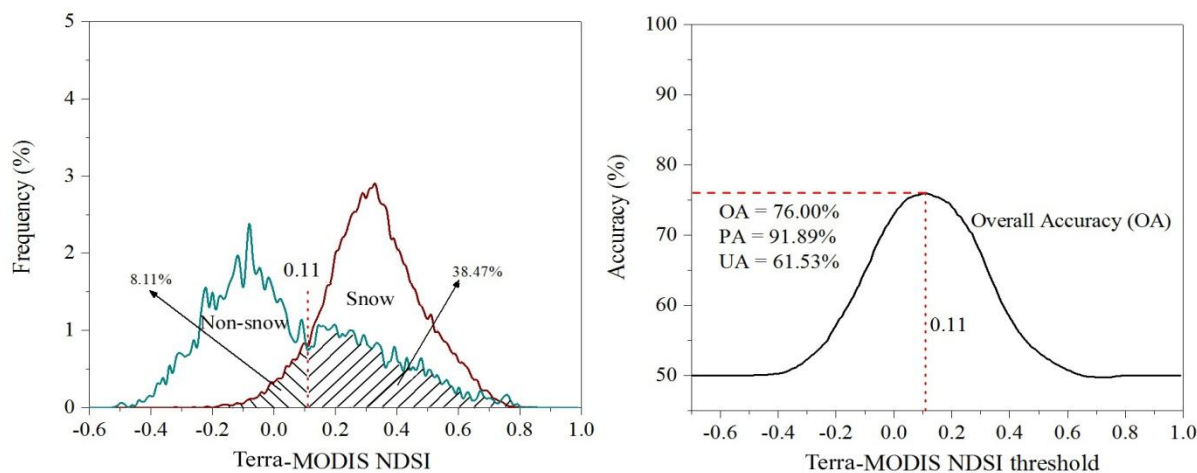 5
4
3
2
1
0
Frequency (%)
8.11%
Non-snow
0.11
Snow
38.47%
-0.6 -0.4 -0.2 0.0 0.2 0.4 0.6 0.8 1.0
Terra-MODIS NDSI
100
90
80
70
60
50
Accuracy (%)
OA = 76.00%
PA = 91.89%
UA = 61.53%
Overall Accuracy (OA)
0.11
-0.6 -0.4 -0.2 0.0 0.2 0.4 0.6 0.8 1.0
Terra-MODIS NDSI threshold